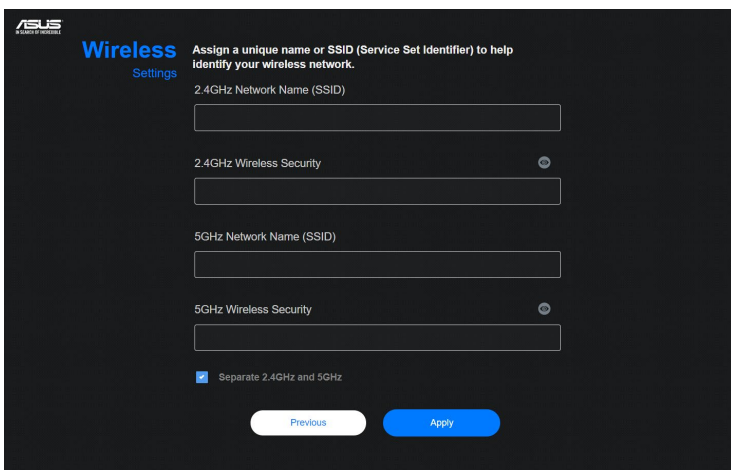 ASUS
IN SEARCH OF INCREDIBLE
Wireless
Settings
Assign a unique name or SSID (Service Set Identifier) to help
identify your wireless network.
2.4GHz Network Name (SSID)
2.4GHz Wireless Security
5GHz Network Name (SSID)
5GHz Wireless Security
Separate 2.4GHz and 5GHz
Previous
Apply